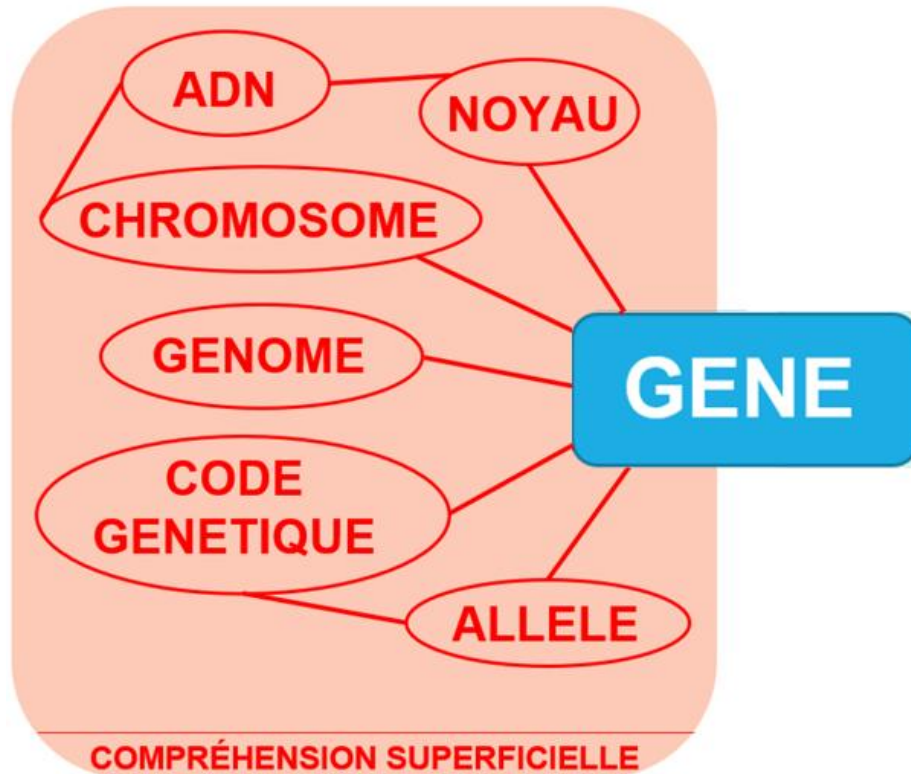 ADN
NOYAU
CHROMOSOME
GENOME
GENE
CODE
GENETIQUE
ALLELE
COMPRÉHENSION SUPERFICIELLE